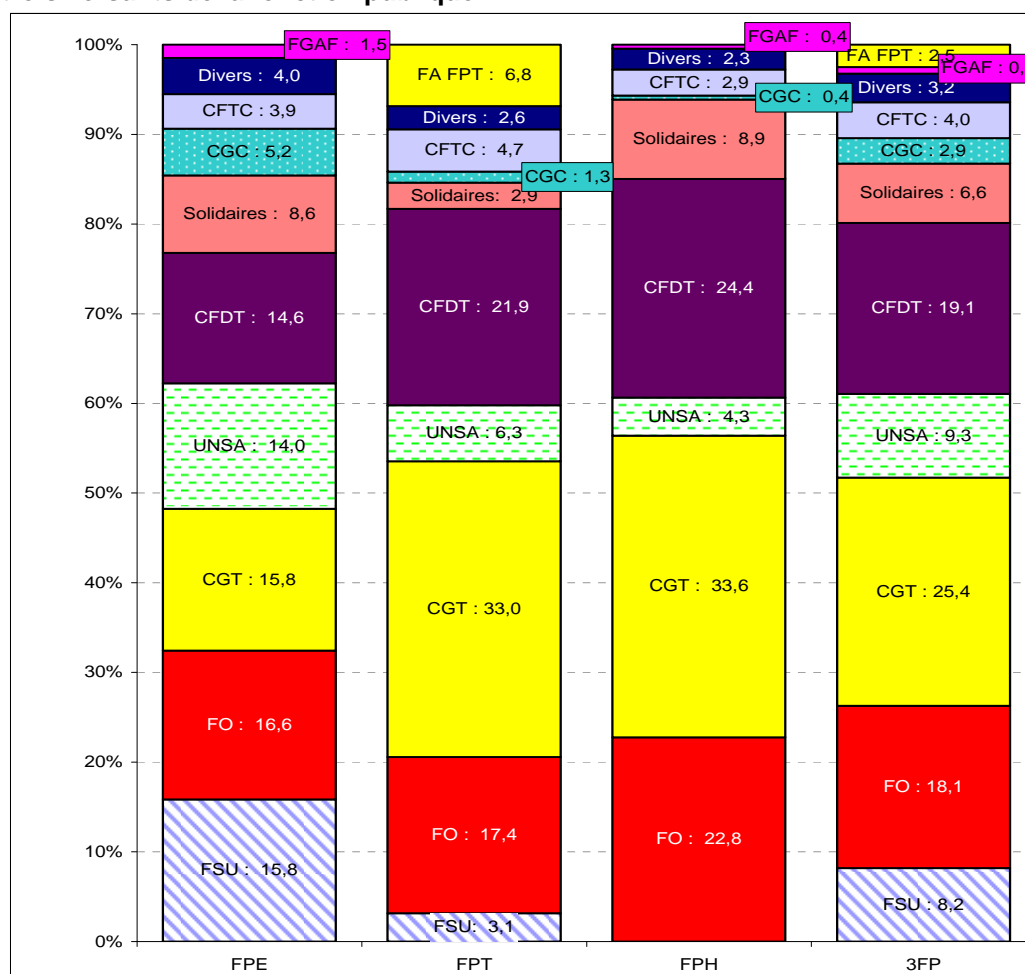 100%
90%
80%
70%
60%
50%
40%
30%
20%
10%
0%
FGAF : 1,5
Divers : 4,0
CFTC : 3,9
CGC : 5,2
Solidaires : 8,6
CFDT : 14,6
UNSA : 14,0
CGT : 15,8
FO : 16,6
FSU : 15,8
FPE
FA FPT : 6,8
Divers : 2,6
CFTC : 4,7
CGC : 1,3
Solidaires: 2,9
CFDT : 21,9
UNSA : 6,3
CGT : 33,0
FO : 17,4
FSU: 3,1
FPT
FGAF : 0,4
Divers : 2,3
CFTC : 2,9
CGC : 0,4
Solidaires : 8,9
CFDT : 24,4
UNSA : 4,3
CGT : 33,6
FO : 22,8
FPH
FA FPT : 2,5
FGAF : 0,
Divers : 3,2
CFTC : 4,0
CGC : 2,9
Solidaires : 6,6
CFDT : 19,1
UNSA : 9,3
CGT : 25,4
FO : 18,1
FSU : 8,2
3FP